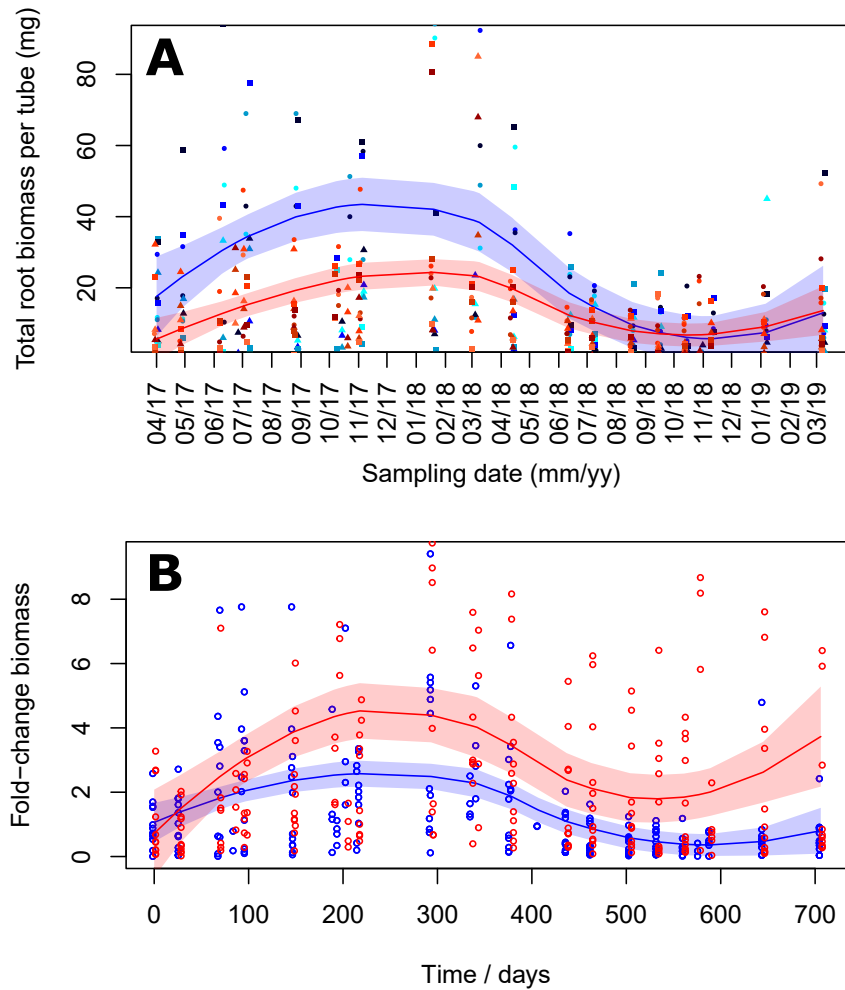 A
Total root biomass per tube (mg)
80
60
40
20
04/17 05/17 06/17 07/17 08/17 09/17 10/17 11/17 12/17 01/18 02/18 03/18 04/18 05/18 06/18 07/18 08/18 09/18 10/18 11/18 12/18 01/19 02/19 03/19
Sampling date (mm/yy)
B
Fold−change biomass
8
6
4
2
0
0 100 200 300 400 500 600 700
Time / days